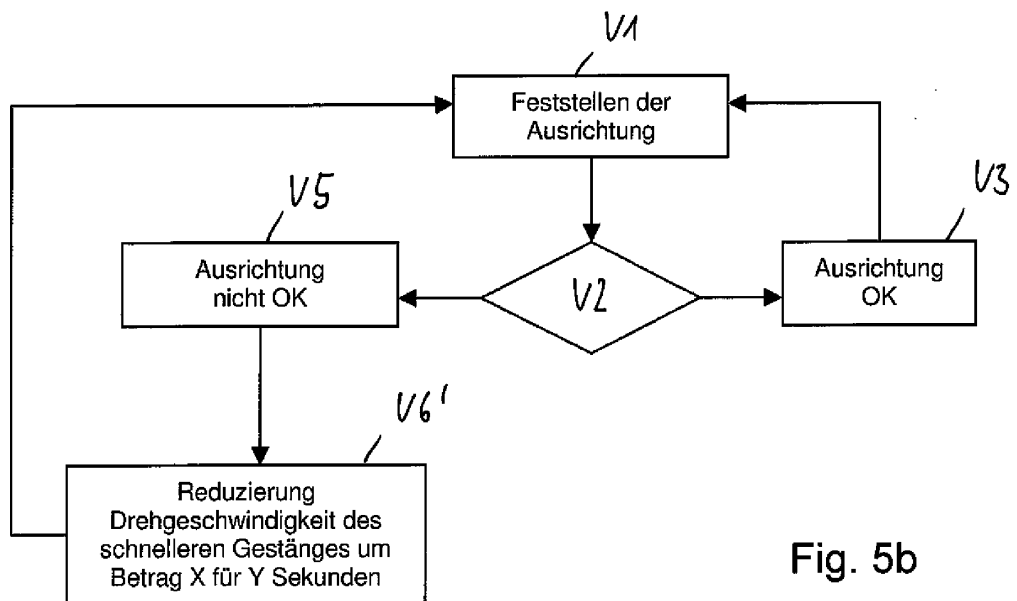 V1
Feststellen der
Ausrichtung
V5
V3
Ausrichtung
nicht OK
V2
Ausrichtung
OK
V6'
Reduzierung
Drehgeschwindigkeit des
schnelleren Gestänges um
Betrag X für Y Sekunden
Fig. 5b